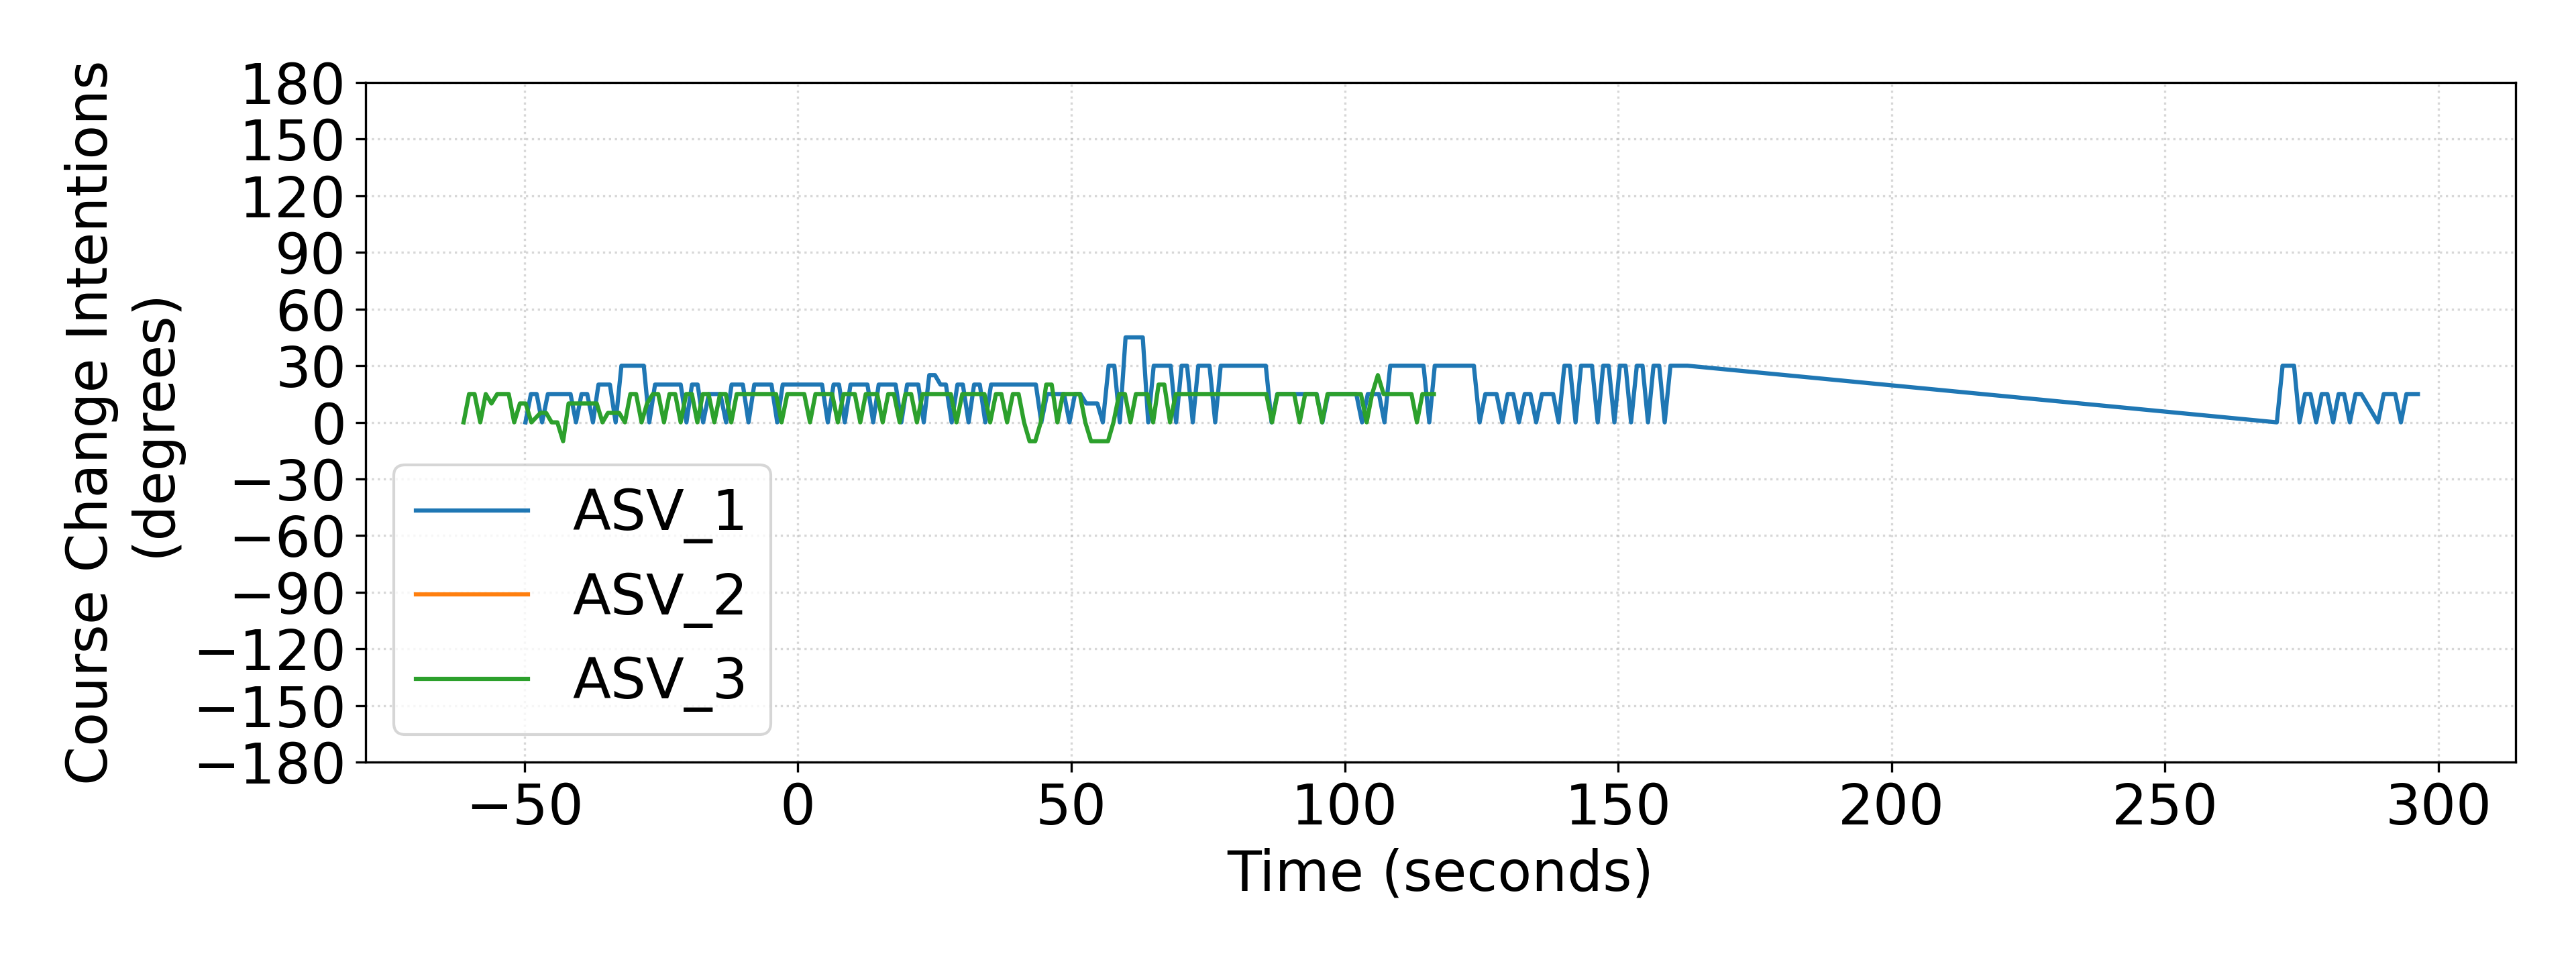 Course Change Intentions
(degrees)
180
150
120
90
60
30
0
−30
−60
−90
−120
−150
−180
ASV_1
ASV_2
ASV_3
−50 0 50 100 150 200 250 300
Time (seconds)